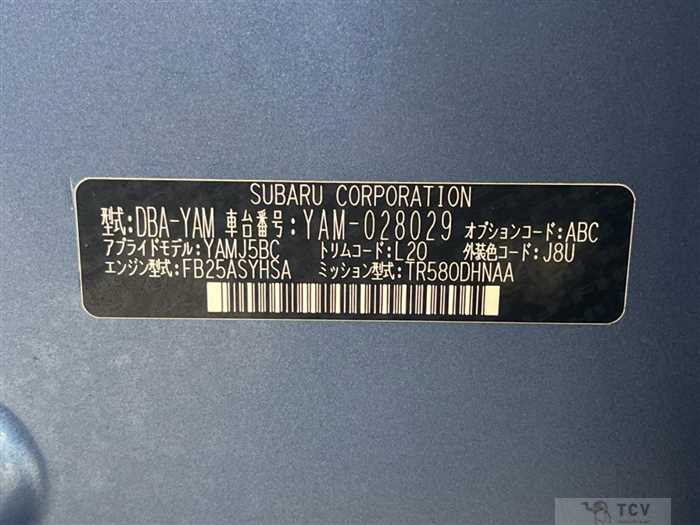 SUBARU CORPORATION
型式:DBA-YAM 車台番号:YAM-028029 オプションコード:ABC
アプライドモデル:YAMJ5BC トリムコード:L20 外装色コード:J8U
エンジン型式:FB25ASYHSA ミッション型式:TR580DHNAA
TCV